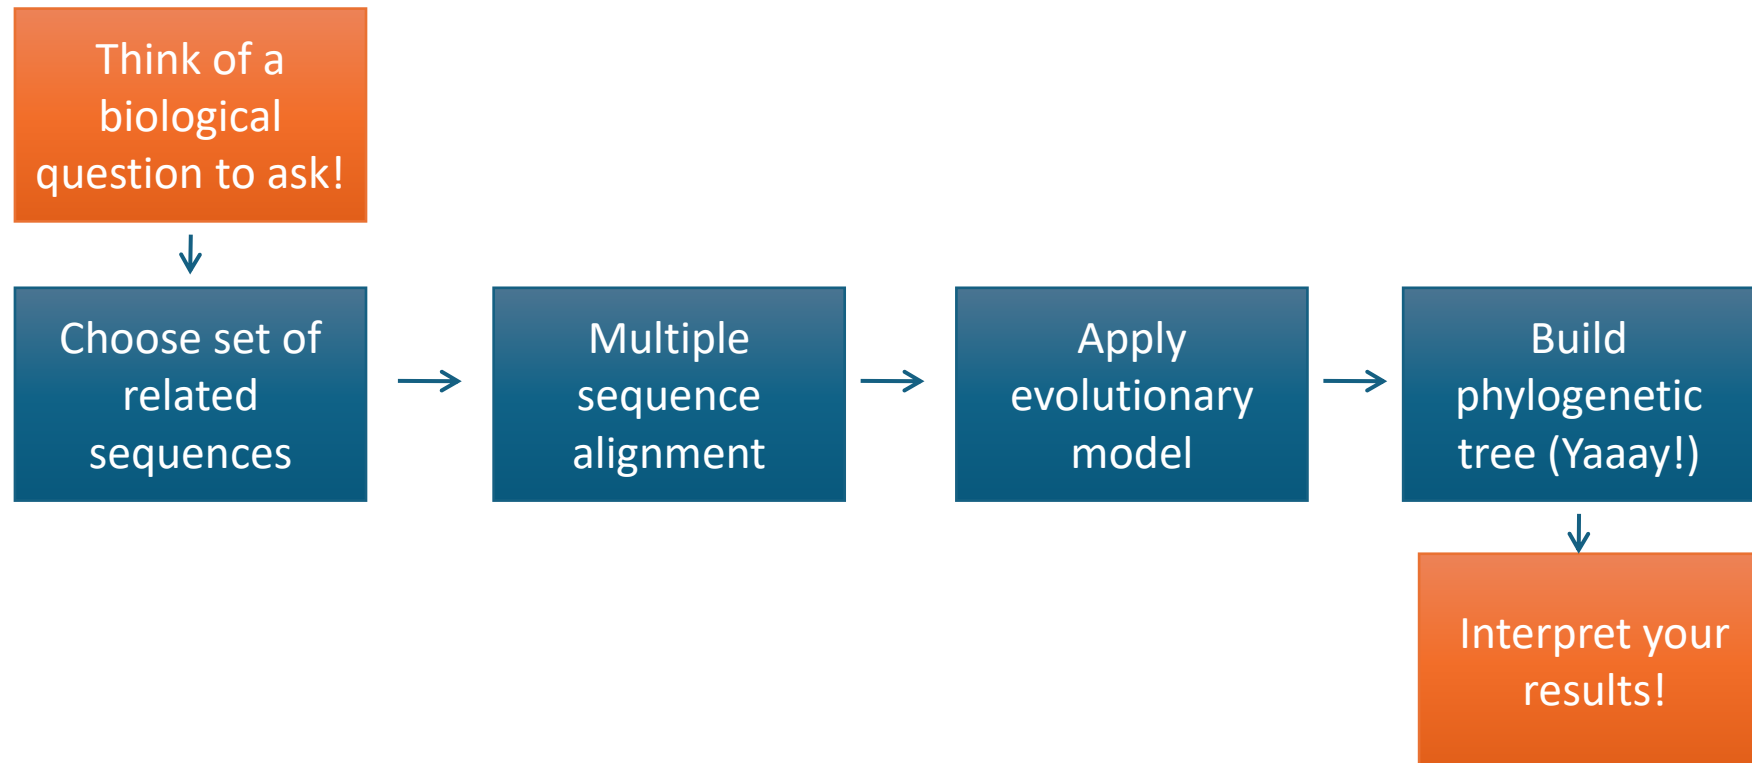 Think of a
biological
question to ask!
Choose set of
related
sequences
Multiple
sequence
alignment
Apply
evolutionary
model
Build
phylogenetic
tree (Yaaay!)
Interpret your
results!